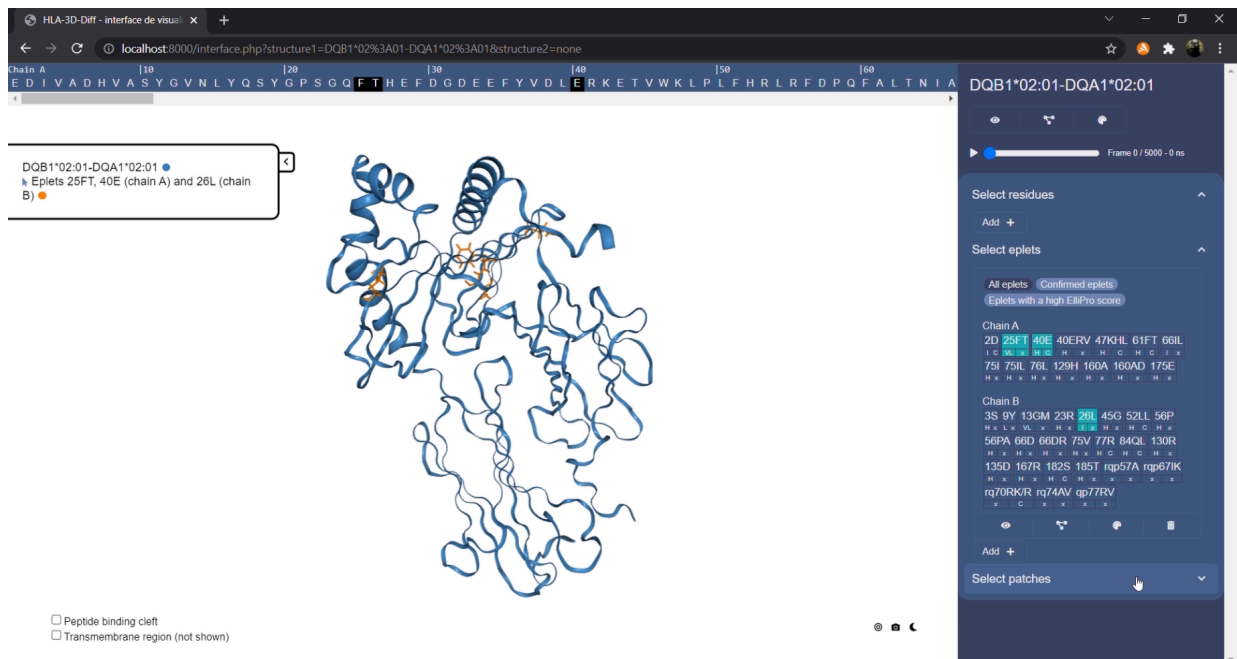 HLA-3D-Diff - interface de visuali
localhost:8000/interface.php?structure1=DQB1*02%3A01-DQA1*02%3A01&structure2=none
Chain A |10 |20 |30 |40 |50 |60
E D I V A D H V A S Y G V N L Y Q S Y G P S G Q F T H E F D G D E E F Y V D L E R K E T V W K L P L F H R L R F D P Q F A L T N I A
DQB1*02:01-DQA1*02:01
DQB1*02:01-DQA1*02:01
Eplets 25FT, 40E (chain A) and 26L (chain
B)
Frame 0 / 5000 - 0 ns
Select residues
Add +
Select eplets
All eplets Confirmed eplets
Eplets with a high ElliPro score
Chain A
2D 25FT 40E 40ERV 47KHL 61FT 66IL
I C VL x H C H x H C H C I x
75I 75IL 76L 129H 160A 160AD 175E
H x H x H x H x H x H x H x
Chain B
3S 9Y 13GM 23R 26L 45G 52LL 56P
H x L x VL x H x I x H x H C H x
56PA 66D 66DR 75V 77R 84QL 130R
H x H x H x H x H C H C H x
135D 167R 182S 185T rqp57A rqp67IK
H x H x H C H x x x x x
rq70RK/R rq74AV qp77RV
x C x x x x
Add +
Select patches
Peptide binding cleft
Transmembrane region (not shown)